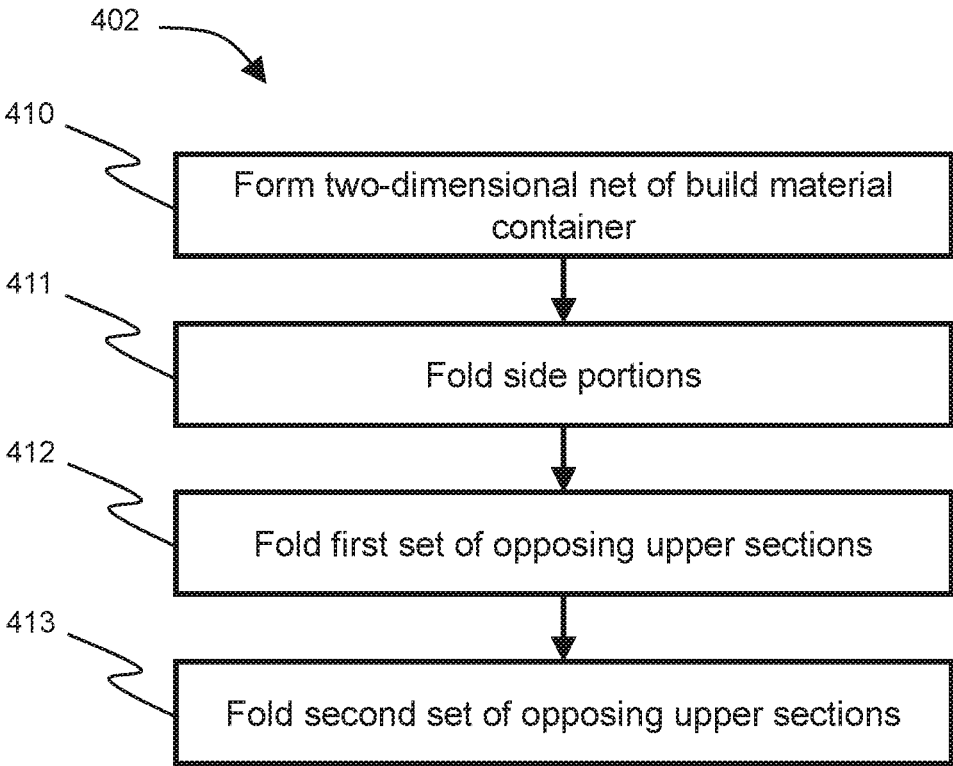 402
410
Form two-dimensional net of build material
container
411
Fold side portions
412
Fold first set of opposing upper sections
413
Fold second set of opposing upper sections